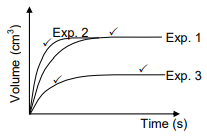 Volume (cm³)
Exp. 2
Exp. 1
Exp. 3
Time (s)